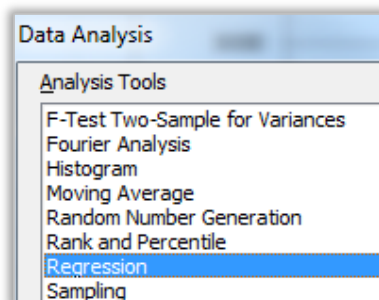 Data Analysis
Analysis Tools
F-Test Two-Sample for Variances
Fourier Analysis
Histogram
Moving Average
Random Number Generation
Rank and Percentile
Regression
Sampling